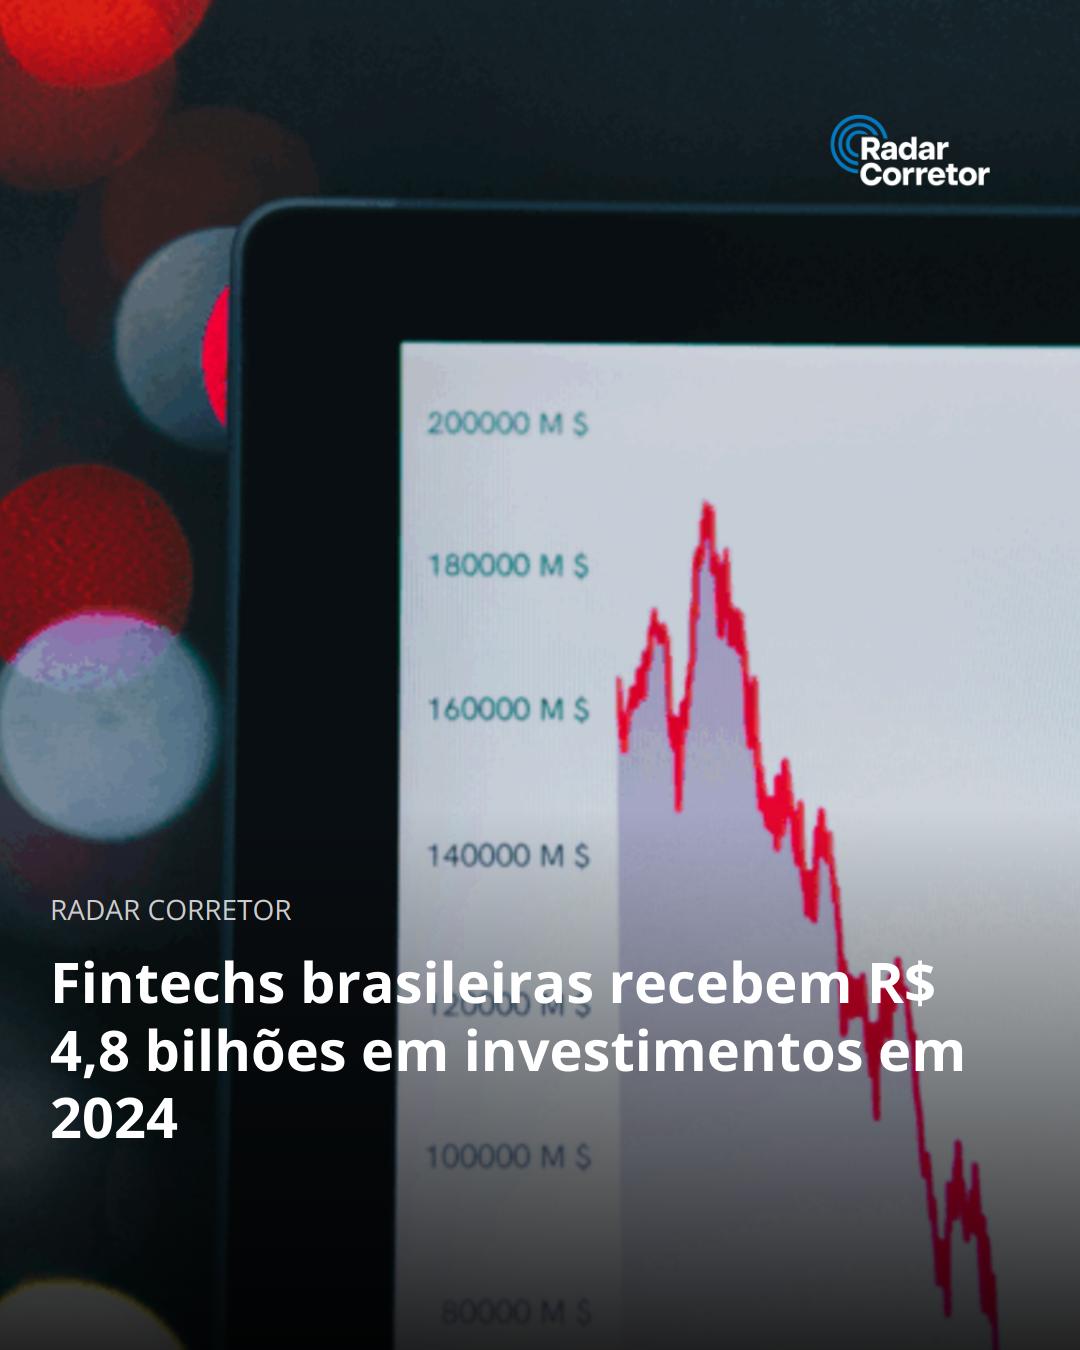 Radar
Corretor
200000 M $
180000 M $
160000 M $
140000 M $
RADAR CORRETOR
Fintechs brasileiras recebem R$
120000 M $
4,8 bilhões em investimentos em
2024
100000 M $
80000 M $